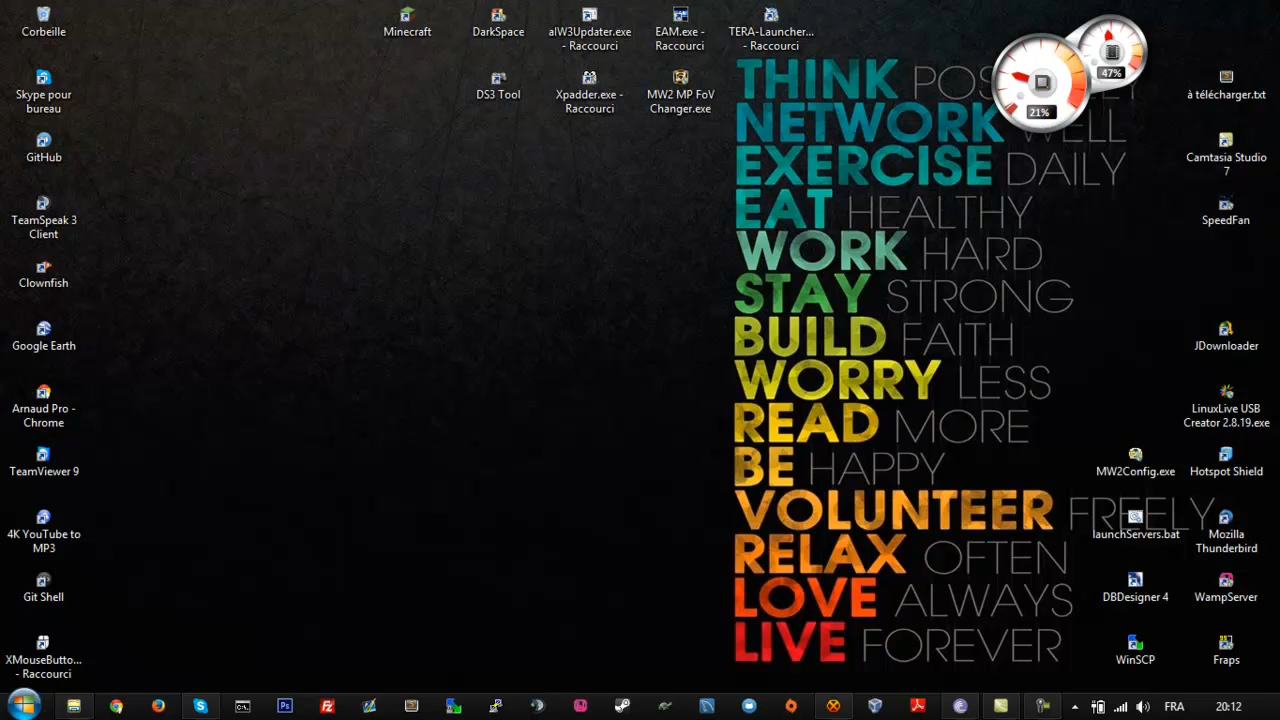 Corbeille
Skype pour
bureau
GitHub
TeamSpeak 3
Client
Clownfish
Google Earth
Arnaud Pro -
Chrome
TeamViewer 9
4K YouTube to
MP3
Git Shell
XMouseButto...
- Raccourci
Minecraft
DarkSpace
alW3Updater.exe
- Raccourci
EAM.exe -
Raccourci
TERA-Launcher...
- Raccourci
DS3 Tool
Xpadder.exe -
Raccourci
MW2 MP FoV
Changer.exe
47%
21%
THINK
NETWORK WELL
EXERCISE DAILY
EAT HEALTHY
WORK HARD
STAY STRONG
BUILD FAITH
WORRY LESS
READ MORE
BE HAPPY
VOLUNTEER FREELY
RELAX OFTEN
LOVE ALWAYS
LIVE FOREVER
à télécharger.txt
Camtasia Studio
7
SpeedFan
JDownloader
LinuxLive USB
Creator 2.8.19.exe
MW2Config.exe
Hotspot Shield
launchServers.bat
Mozilla
Thunderbird
DBDesigner 4
WampServer
WinSCP
Fraps
FRA
20:12